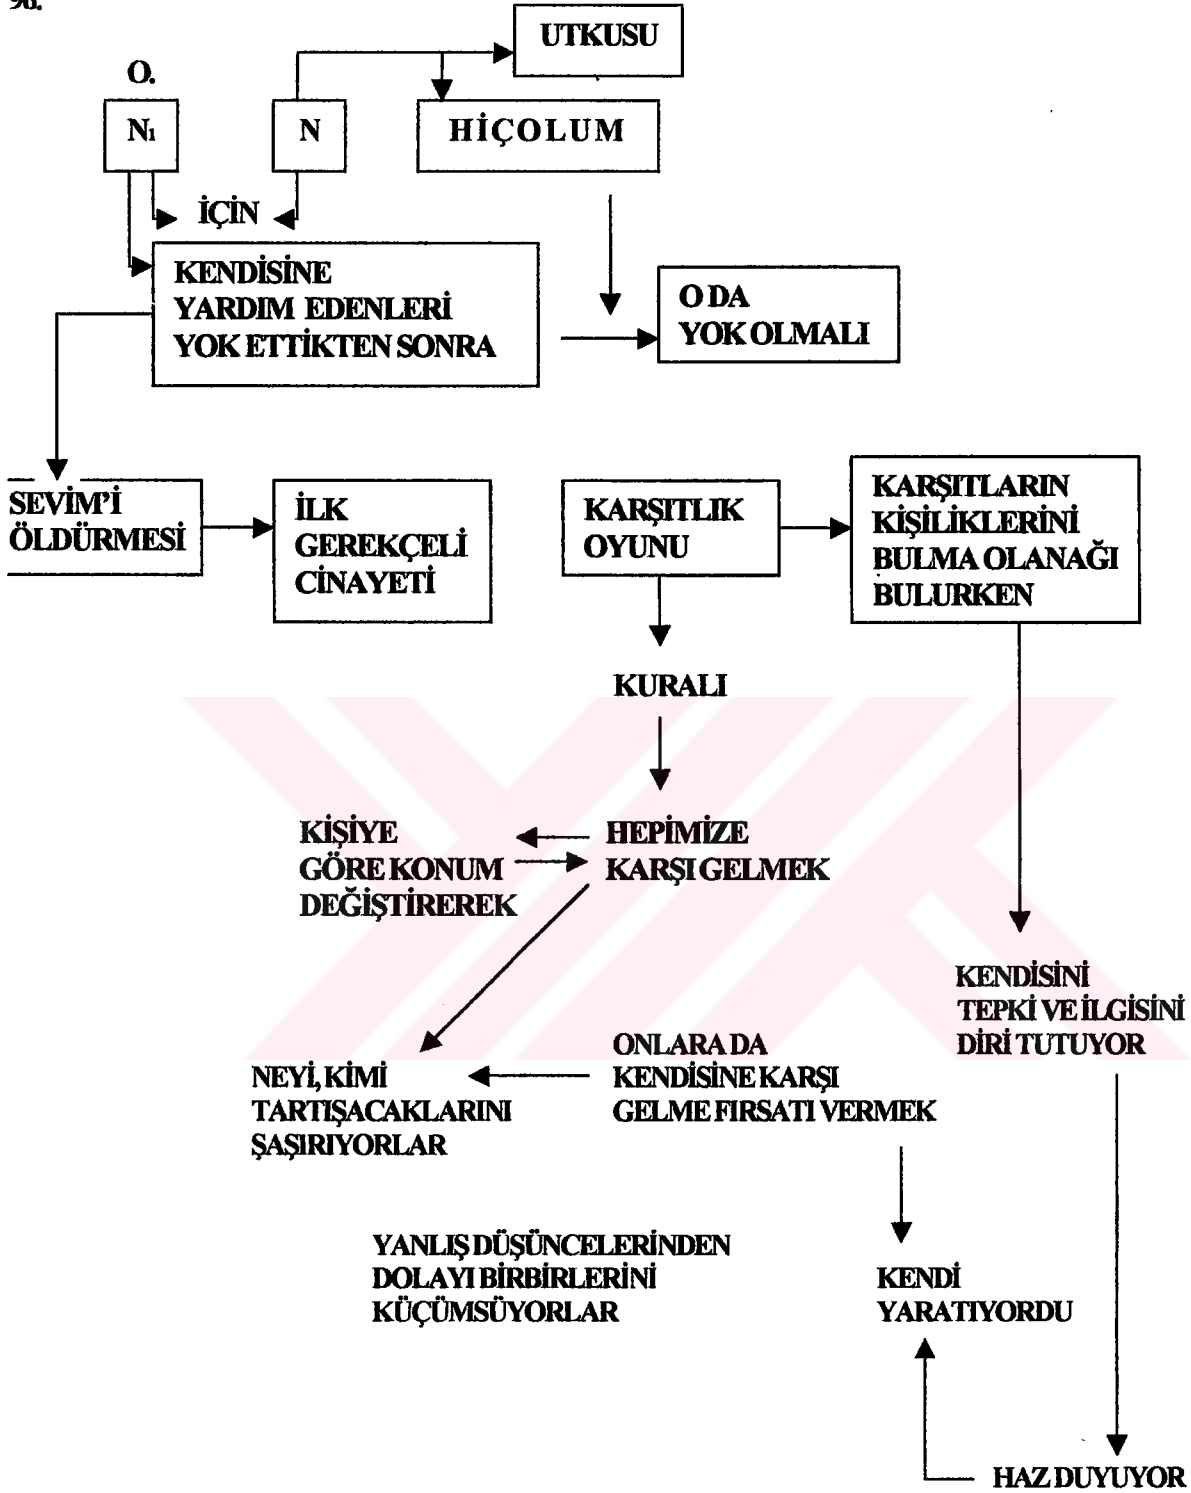 96.
UTKUSU
O.
N1
N
HİÇOLUM
İÇİN
KENDİSİNE
YARDIM EDENLERİ
YOK ETTİKTEN SONRA
O DA
YOK OLMALI
SEVİM'İ
ÖLDÜRMESİ
İLK
GEREKÇELİ
CİNAYETİ
KARŞITLIK
OYUNU
KARŞITLARIN
KİŞİLİKLERİNİ
BULMA OLANAĞI
BULURKEN
KURALI
KİŞİYE
GÖRE KONUM
DEĞİŞTİREREK
HEPİMİZE
KARŞI GELMEK
KENDİSİNİ
TEPKİ VE İLGİSİNİ
DİRİ TUTUYOR
NEYİ, KİMİ
TARTIŞACAKLARINI
ŞAŞIRIYORLAR
ONLARA DA
KENDİSİNE KARŞI
GELME FIRSATI VERMEK
YANLIŞ DÜŞÜNCELERİNDEN
DOLAYI BİRBİRLERİNİ
KÜÇÜMSÜYORLAR
KENDİ
YARATIYORDU
HAZ DUYUYOR